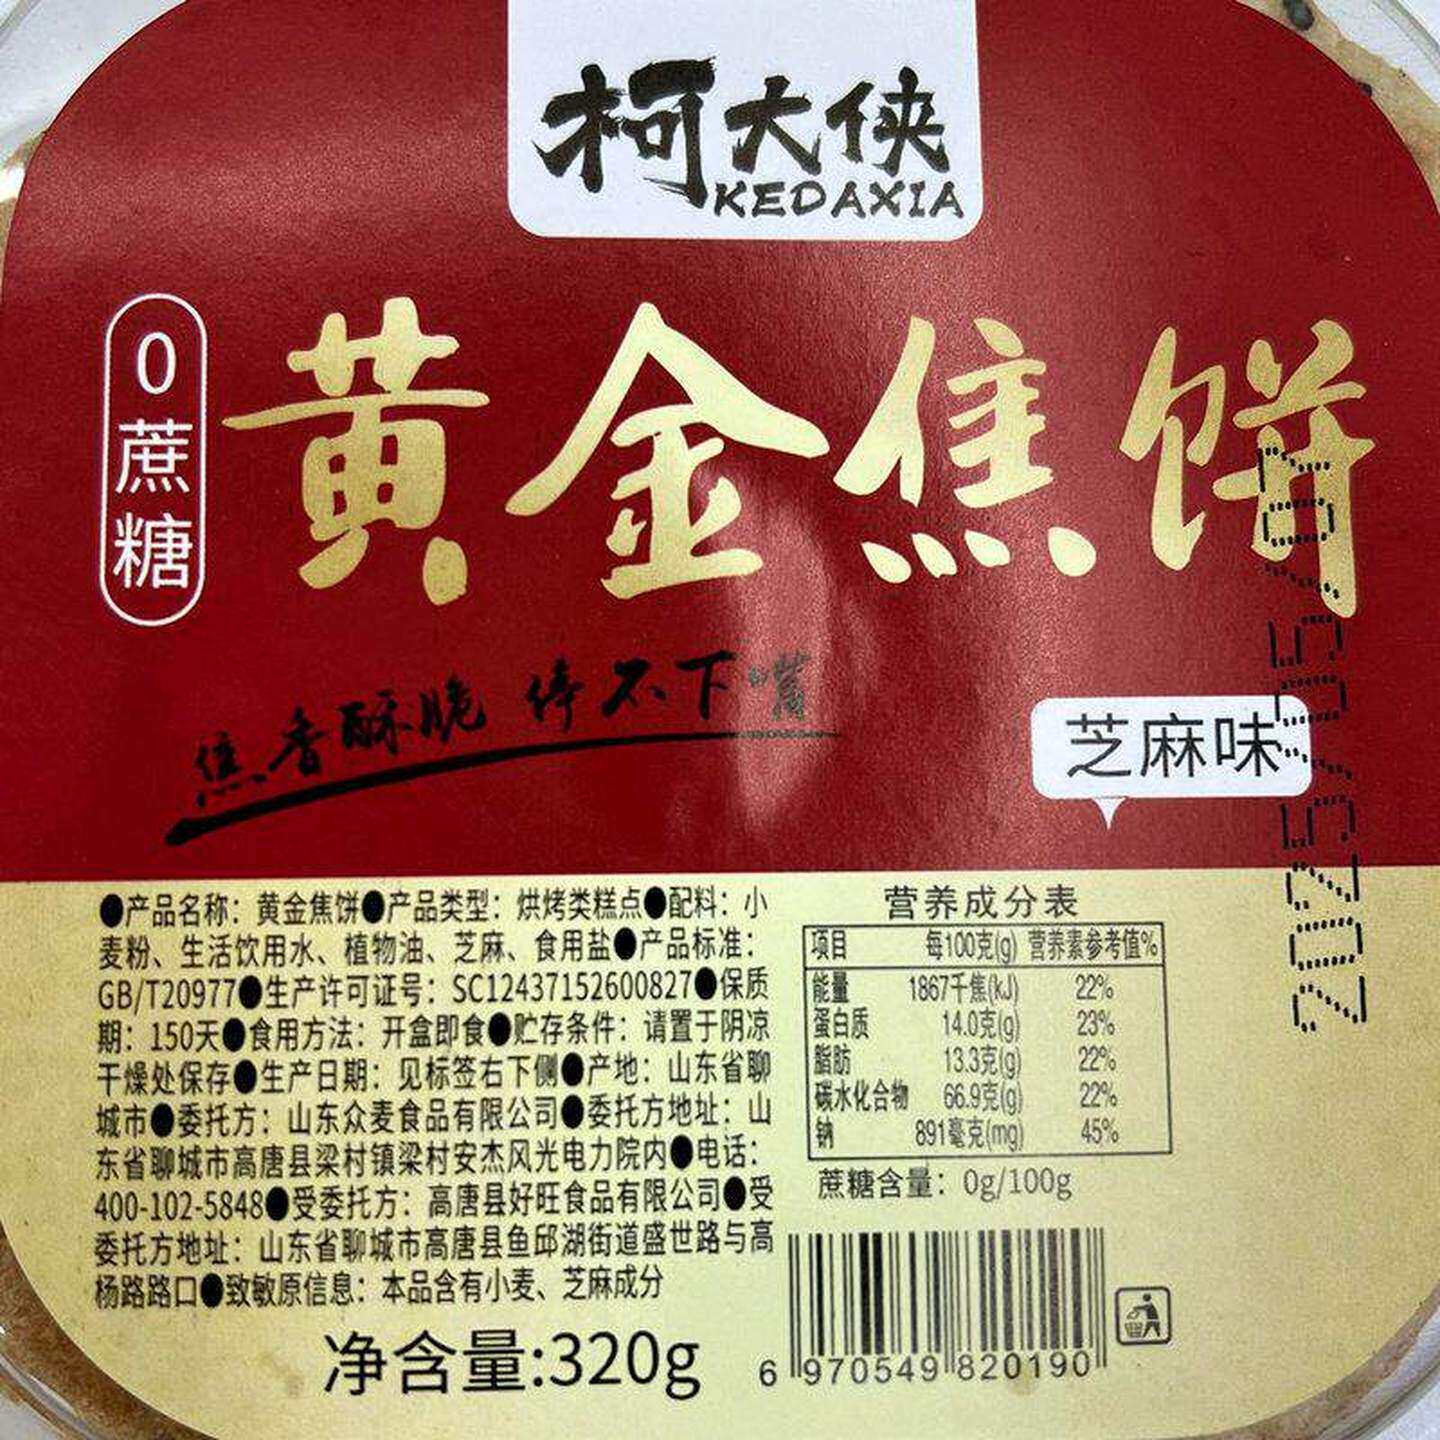 柯大侠
KEDAXIA
0蔗糖
黄金焦饼
焦香酥脆 停不下嘴
芝麻味
●产品名称：黄金焦饼●产品类型：烘烤类糕点●配料：小
麦粉、生活饮用水、植物油、芝麻、食用盐●产品标准：
GB/T20977●生产许可证号：SC12437152600827●保质
期：150天●食用方法：开盒即食●贮存条件：请置于阴凉
干燥处保存●生产日期：见标签右下侧●产地：山东省聊
城市●委托方：山东众麦食品有限公司●委托方地址：山
东省聊城市高唐县梁村镇梁村安杰风光电力院内●电话：
400-102-5848●受委托方：高唐县好旺食品有限公司●受
委托方地址：山东省聊城市高唐县鱼邱湖街道盛世路与高
杨路路口●致敏原信息：本品含有小麦、芝麻成分
净含量:320g
营养成分表
项目 每100克(g) 营养素参考值%
能量 1867千焦(kJ) 22%
蛋白质 14.0克(g) 23%
脂肪 13.3克(g) 22%
碳水化合物 66.9克(g) 22%
钠 891毫克(mg) 45%
蔗糖含量：0g/100g
6 970549 820190